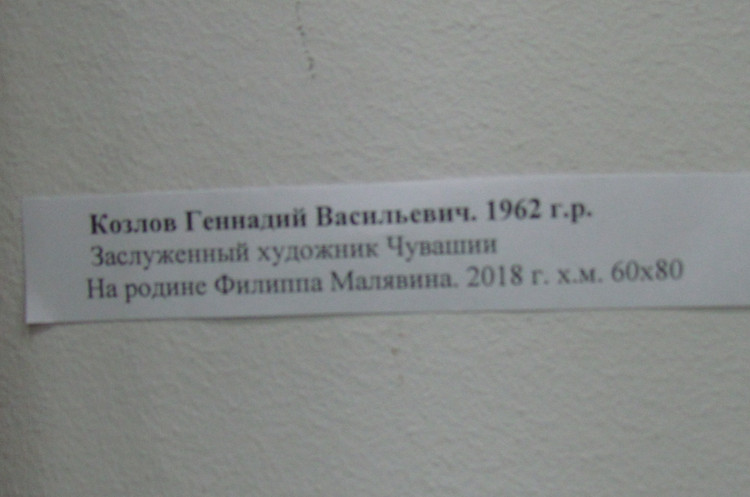 Козлов Геннадий Васильевич. 1962 г.р.
Заслуженный художник Чувашии
На родине Филиппа Малявина. 2018 г. х.м. 60х80